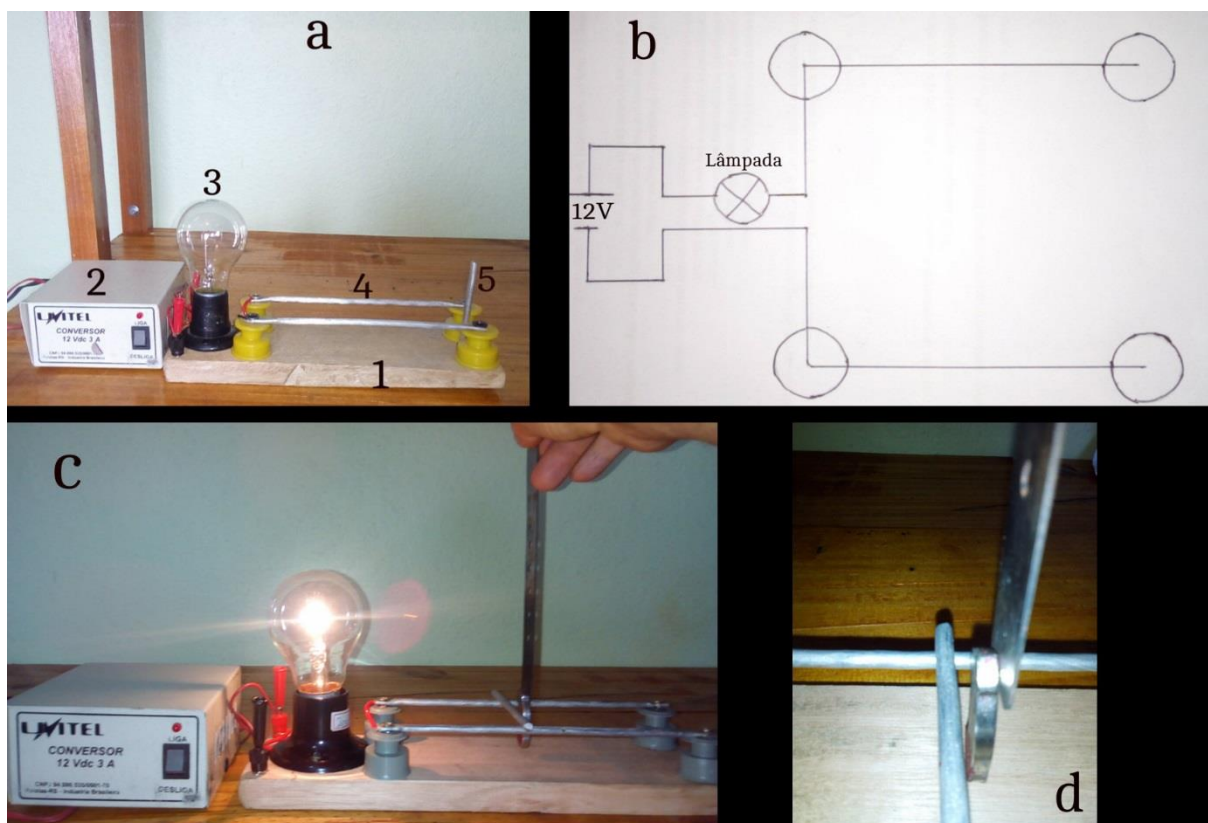 a
3
2
4
5
LIVITEL
LIGA
CONVERSOR
12 Vdc 3 A
DESLIGA
1
b
Lâmpada
12V
c
LIVITEL
LIGA
CONVERSOR
12 Vdc 3 A
DESLIGA
d